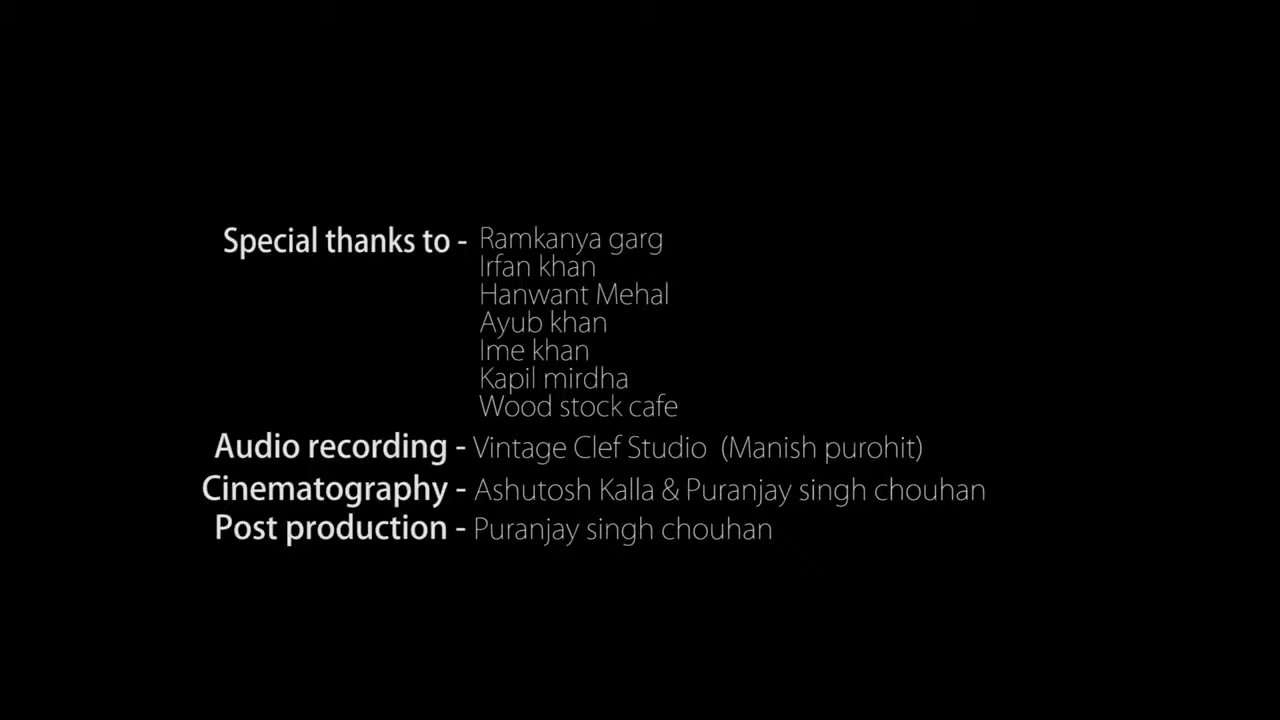 Special thanks to - Ramkanya garg
Irfan khan
Hanwant Mehal
Ayub khan
Ime khan
Kapil mirdha
Wood stock cafe
Audio recording - Vintage Clef Studio (Manish purohit)
Cinematography - Ashutosh Kalla & Puranjay singh chouhan
Post production - Puranjay singh chouhan